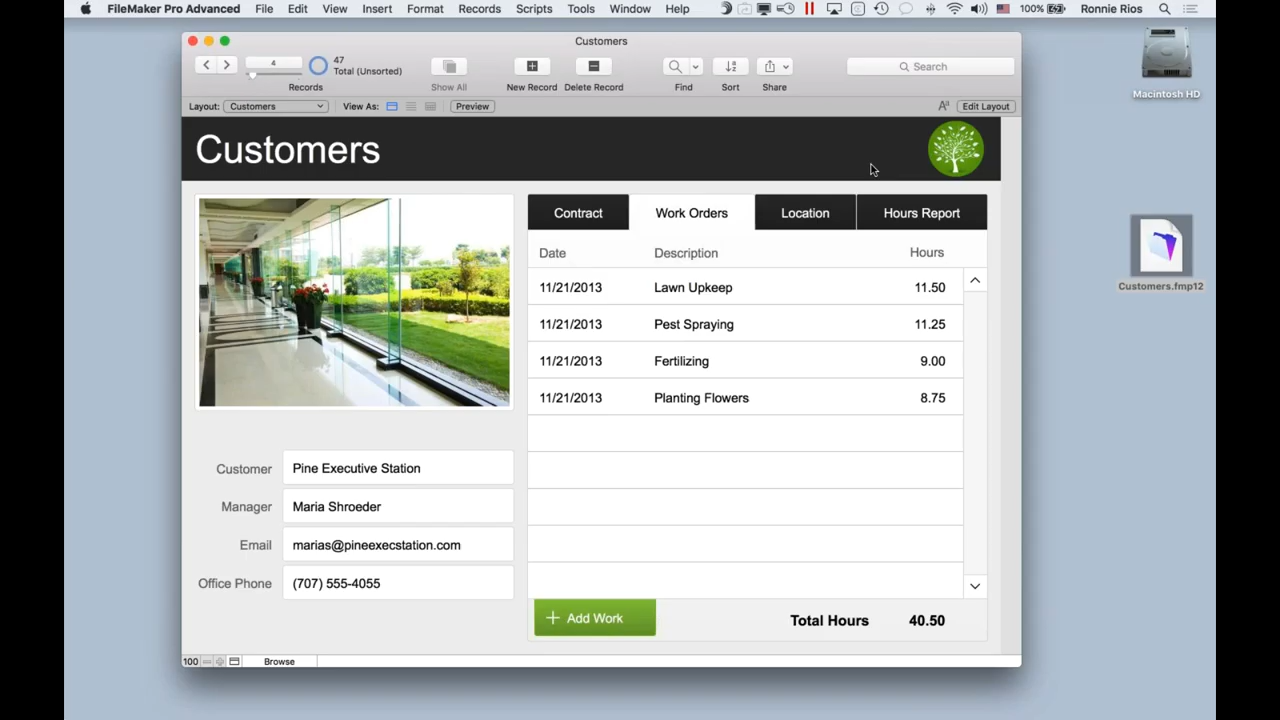 FileMaker Pro Advanced File Edit View Insert Format Records Scripts Tools Window Help 100% Ronnie Rios
Customers
4 47 Total (Unsorted)
Records Show All New Record Delete Record Find Sort Share Search
Layout: Customers View As: Preview Aa Edit Layout
Customers
Contract Work Orders Location Hours Report
Date Description Hours
11/21/2013 Lawn Upkeep 11.50
11/21/2013 Pest Spraying 11.25
11/21/2013 Fertilizing 9.00
11/21/2013 Planting Flowers 8.75
Customer Pine Executive Station
Manager Maria Shroeder
Email marias@pineexecstation.com
Office Phone (707) 555-4055
+ Add Work Total Hours 40.50
100 Browse
Macintosh HD
Customers.fmp12